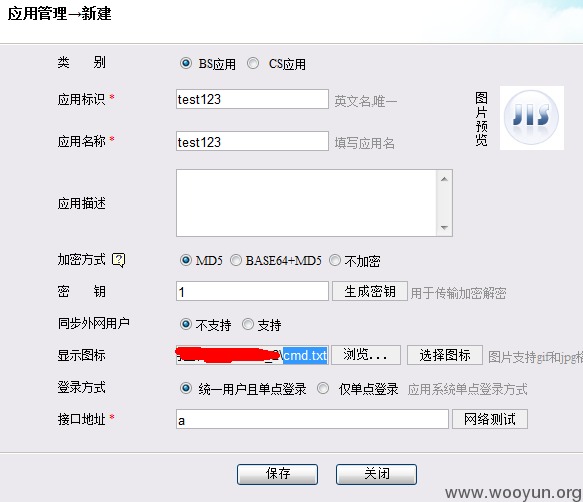 应用管理→新建
类 别 BS应用 CS应用
应用标识 * test123 英文名,唯一
图片预览
JIS
应用名称 * test123 填写应用名
应用描述
加密方式 ? MD5 BASE64+MD5 不加密
密 钥 1 生成密钥 用于传输加密解密
同步外网用户 不支持 支持
显示图标 cmd.txt 浏览... 选择图标 图片支持gif和jpg格
登录方式 统一用户且单点登录 仅单点登录 应用系统单点登录方式
接口地址 * a 网络测试
保存 关闭
www.wooyun.org